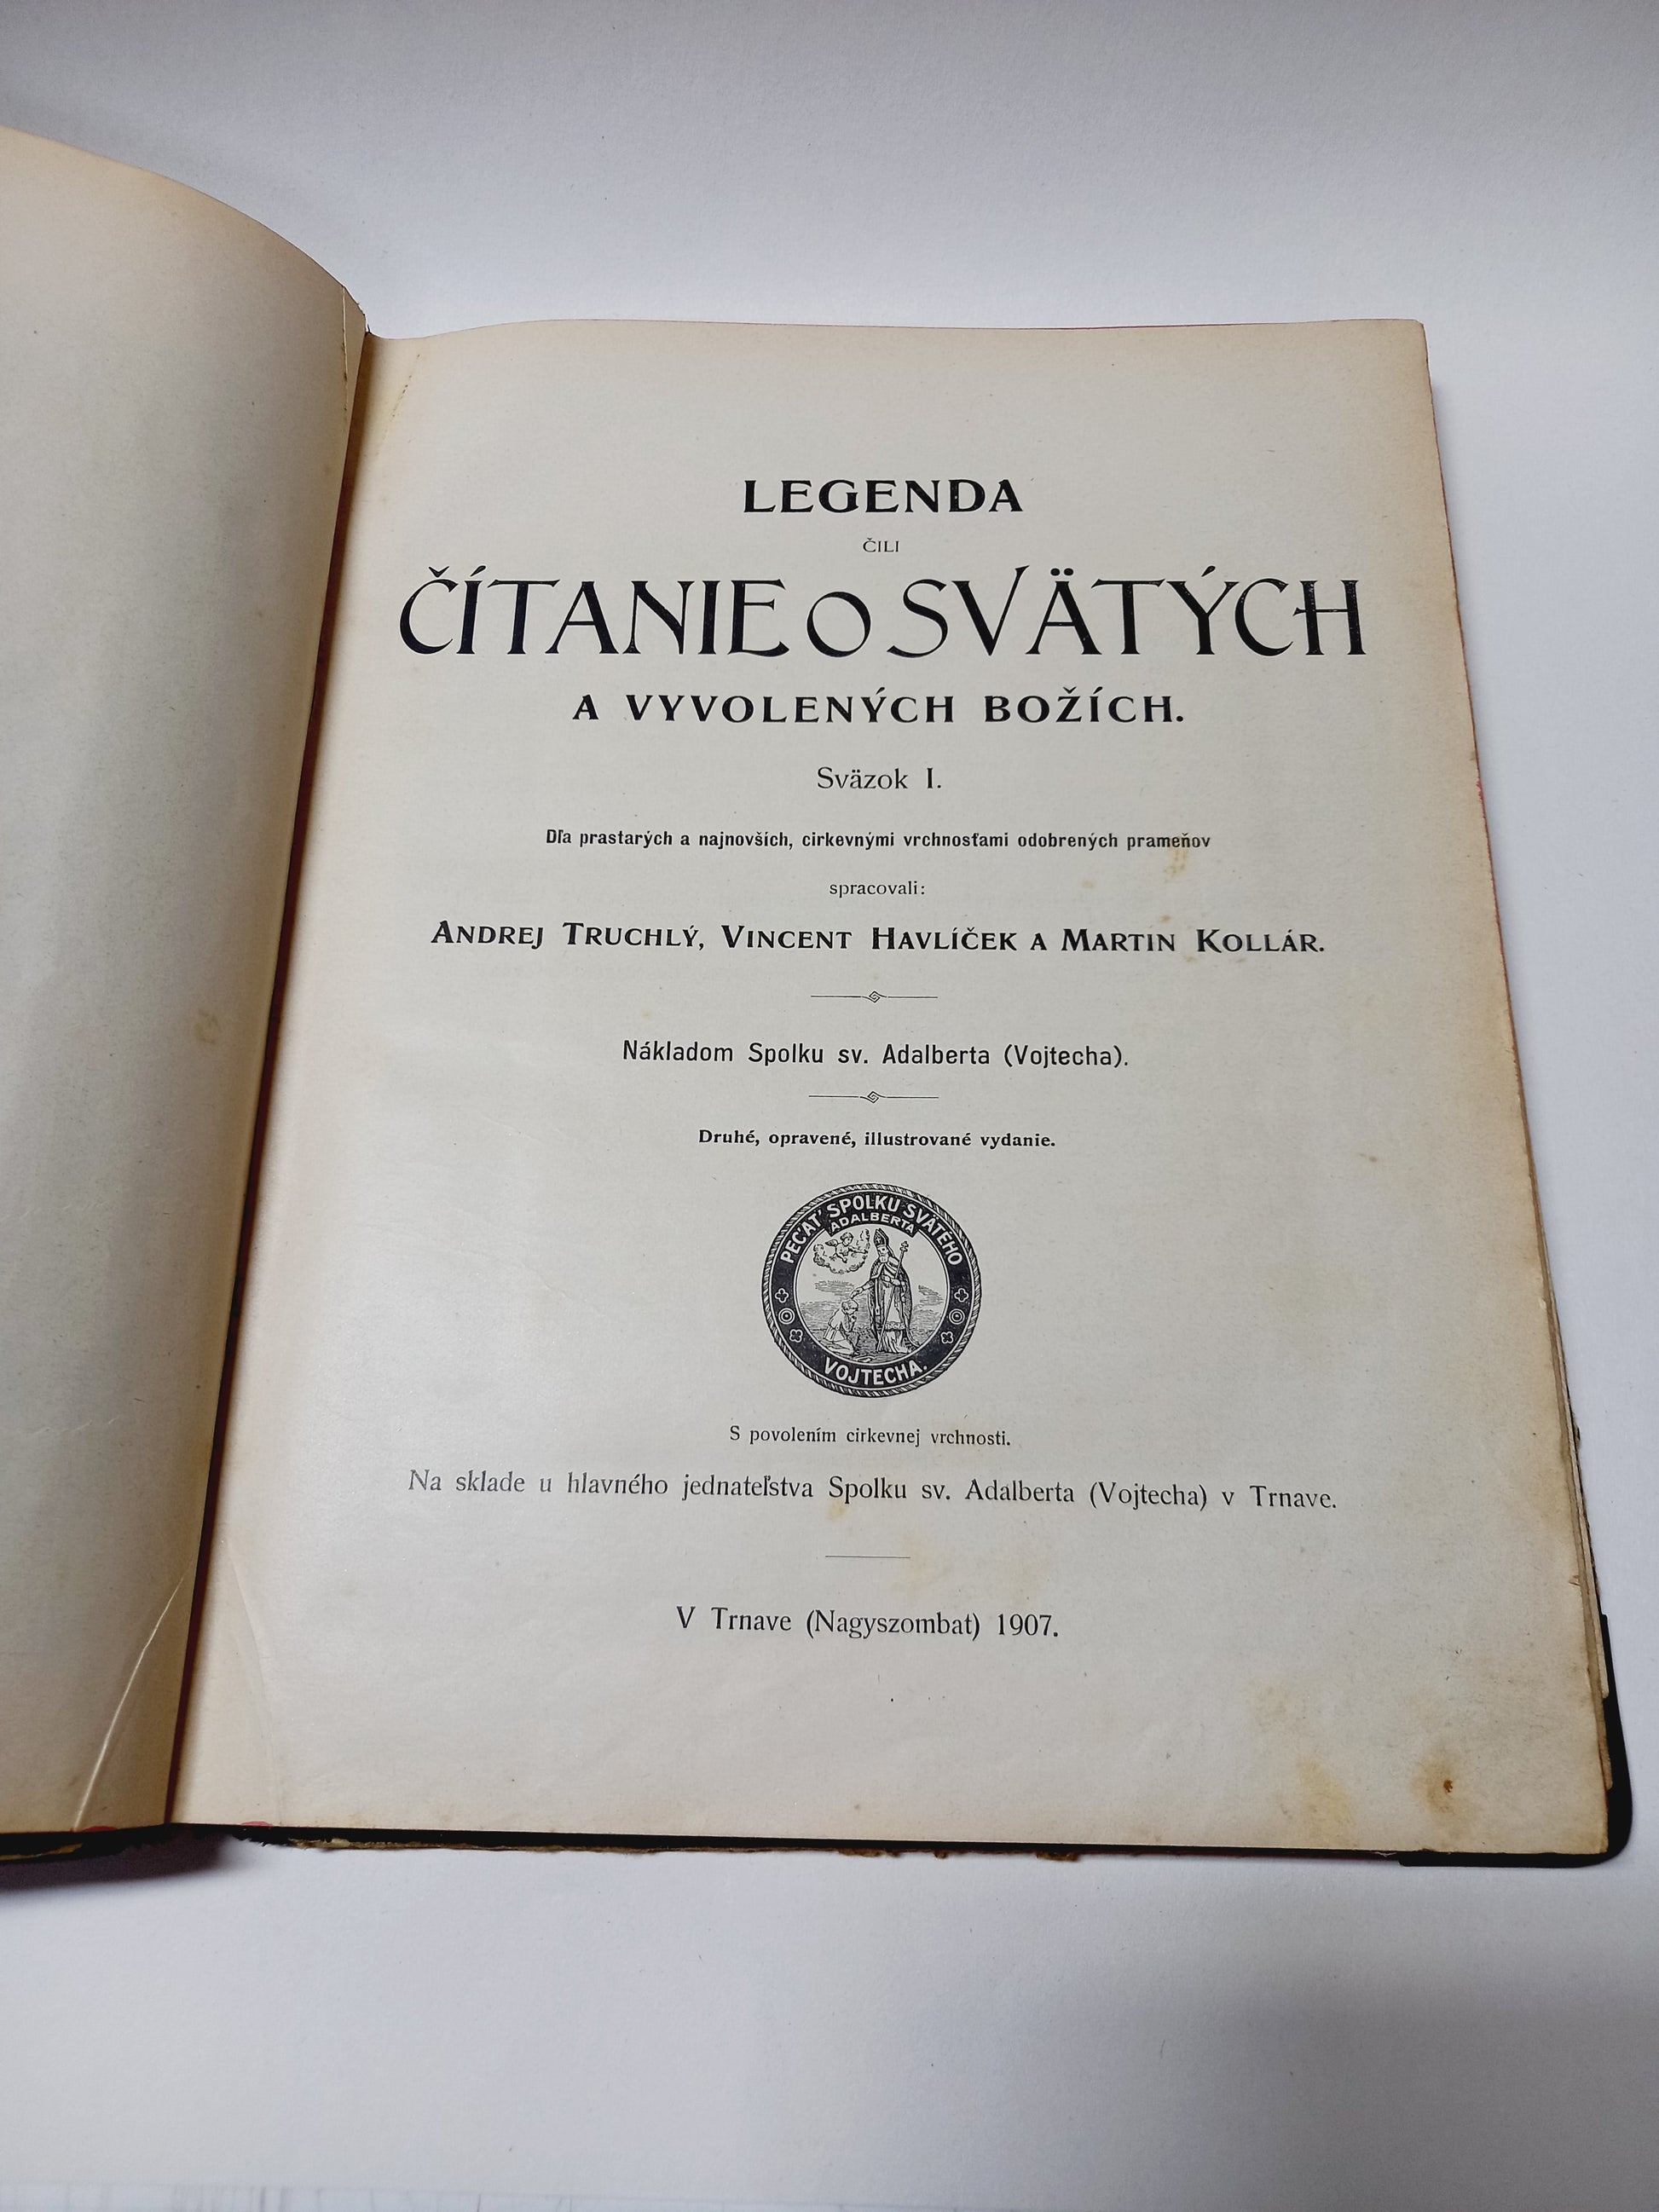 LEGENDA
ČILI
ČÍTANIE O SVÄTÝCH
A VYVOLENÝCH BOŽÍCH.
Sväzok I.
Dľa prastarých a najnovších, cirkevnými vrchnosťami odobrených prameňov
spracovali:
ANDREJ TRUCHLÝ, VINCENT HAVLÍČEK A MARTIN KOLLÁR.
Nákladom Spolku sv. Adalberta (Vojtecha).
Druhé, opravené, illustrované vydanie.
PEČAŤ SPOLKU SVÄTÉHO
ADALBERTA
VOJTECHA.
S povolením cirkevnej vrchnosti.
Na sklade u hlavného jednateľstva Spolku sv. Adalberta (Vojtecha) v Trnave.
V Trnave (Nagyszombat) 1907.